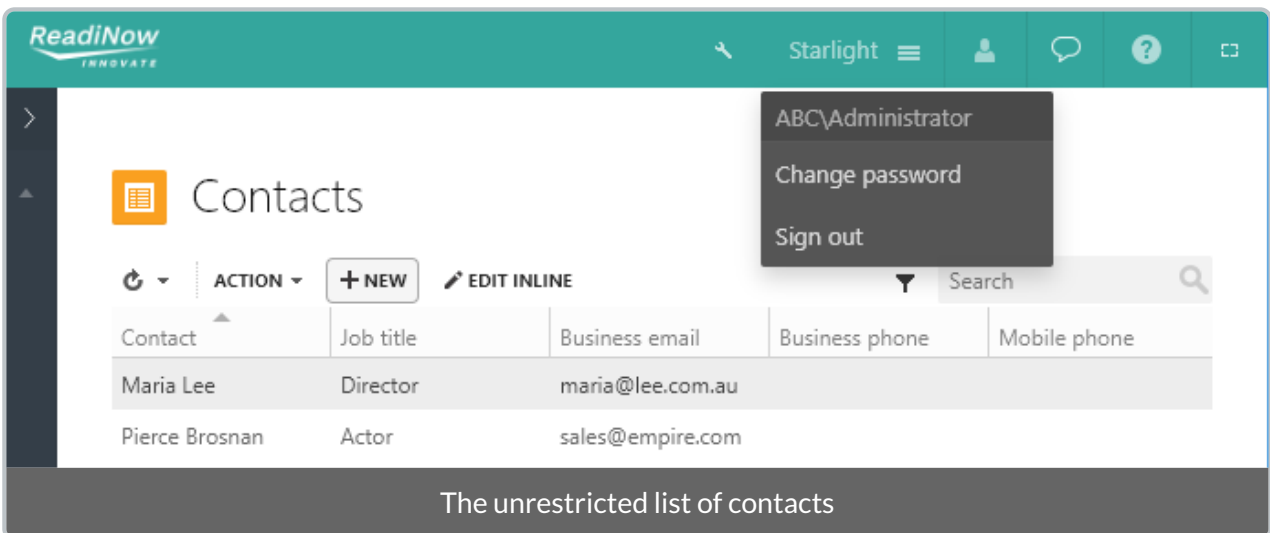 ReadiNow
INNOVATE
Starlight
ABC\Administrator
Change password
Sign out
Contacts
ACTION + NEW EDIT INLINE Search
Contact Job title Business email Business phone Mobile phone
Maria Lee Director maria@lee.com.au
Pierce Brosnan Actor sales@empire.com
The unrestricted list of contacts